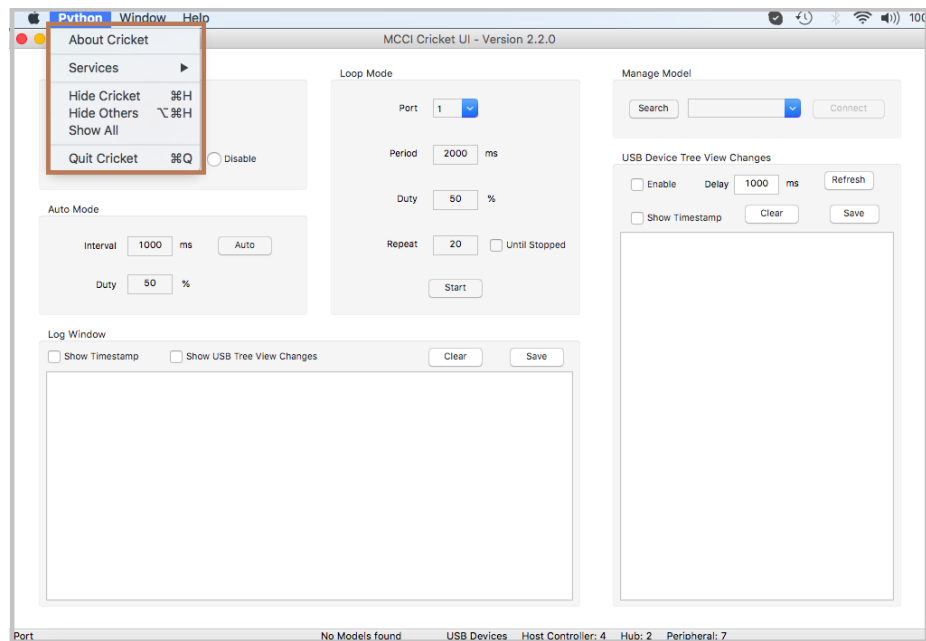 Python Window Help 100
MCCI Cricket UI - Version 2.2.0
About Cricket
Services ▶
Hide Cricket ⌘H
Hide Others ⌥⌘H
Show All
Quit Cricket ⌘Q
Disable
Auto Mode
Interval 1000 ms Auto
Duty 50 %
Loop Mode
Port 1
Period 2000 ms
Duty 50 %
Repeat 20 Until Stopped
Start
Manage Model
Search Connect
USB Device Tree View Changes
Enable Delay 1000 ms Refresh
Show Timestamp Clear Save
Log Window
Show Timestamp Show USB Tree View Changes Clear Save
Port No Models found USB Devices Host Controller: 4 Hub: 2 Peripheral: 7